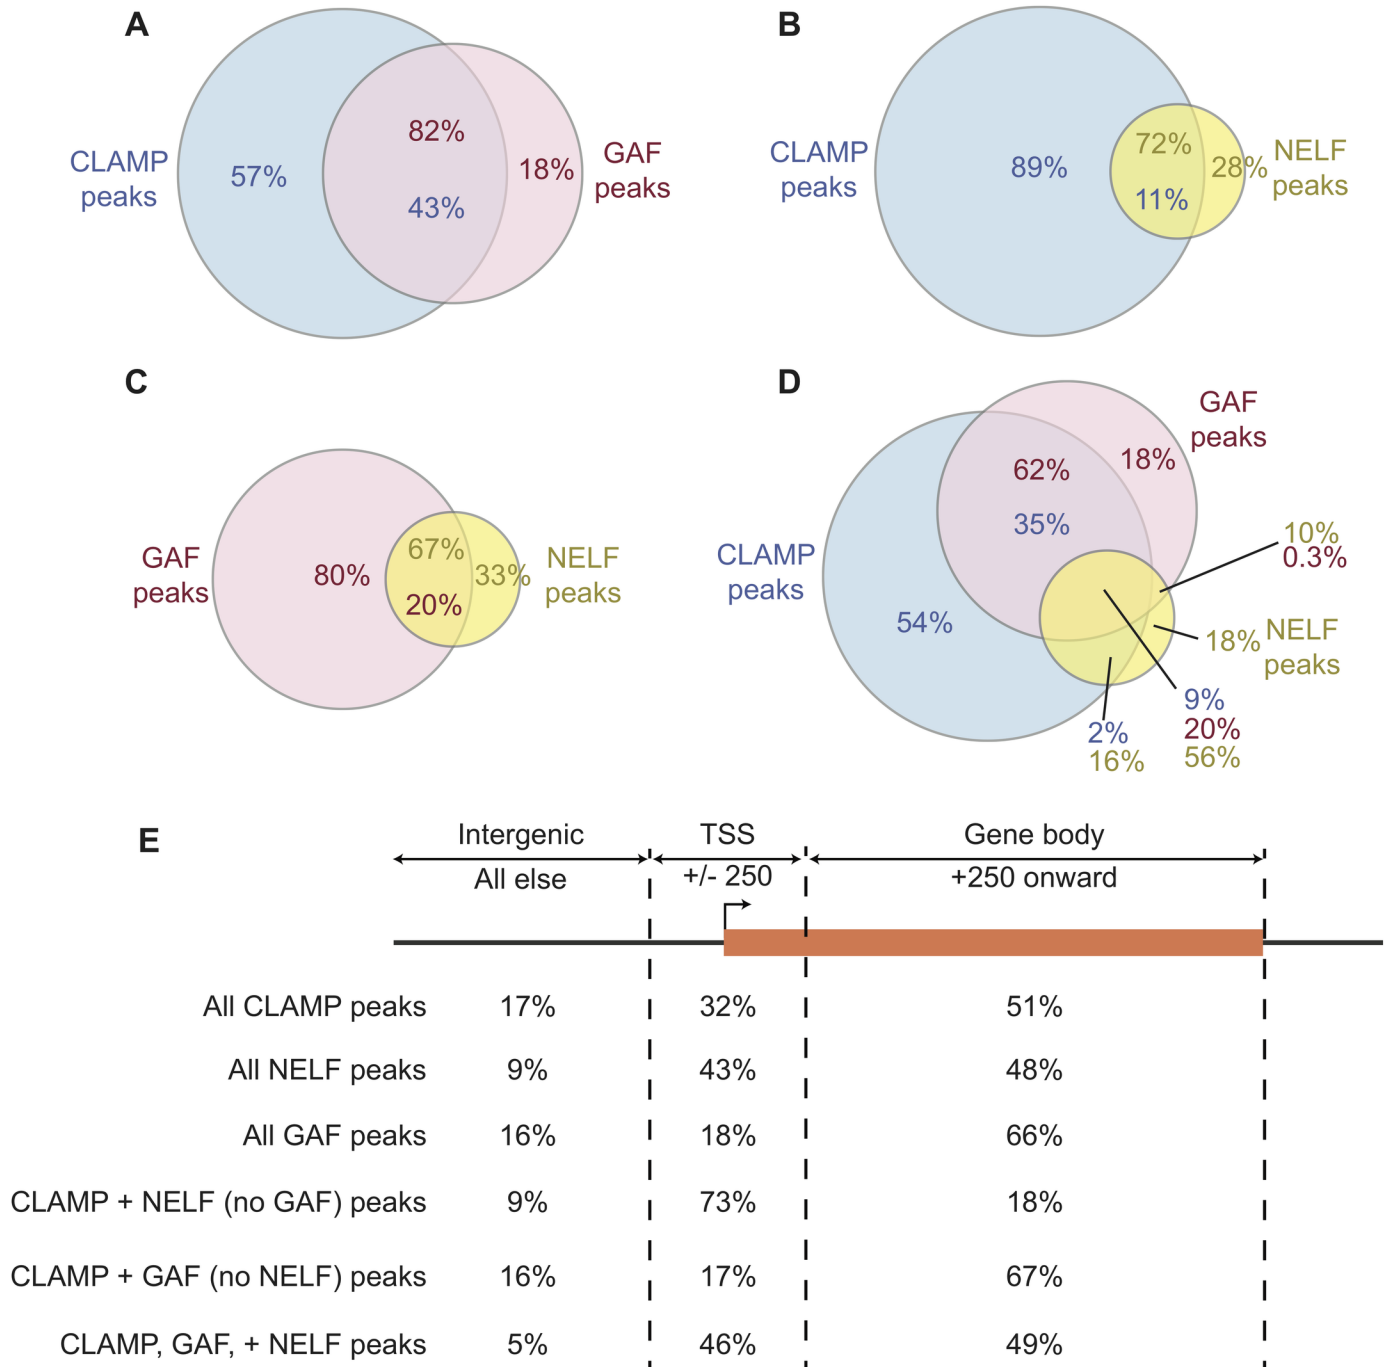 A
CLAMP
peaks
57%
82%
43%
18%
GAF
peaks
B
CLAMP
peaks
89%
72%
11%
28%
NELF
peaks
C
GAF
peaks
80%
67%
20%
33%
NELF
peaks
D
GAF
peaks
62%
18%
35%
CLAMP
peaks
54%
10%
0.3%
18%
NELF
peaks
9%
20%
56%
2%
16%
E
Intergenic TSS Gene body
All else +/- 250 +250 onward
All CLAMP peaks 17% 32% 51%
All NELF peaks 9% 43% 48%
All GAF peaks 16% 18% 66%
CLAMP + NELF (no GAF) peaks 9% 73% 18%
CLAMP + GAF (no NELF) peaks 16% 17% 67%
CLAMP, GAF, + NELF peaks 5% 46% 49%